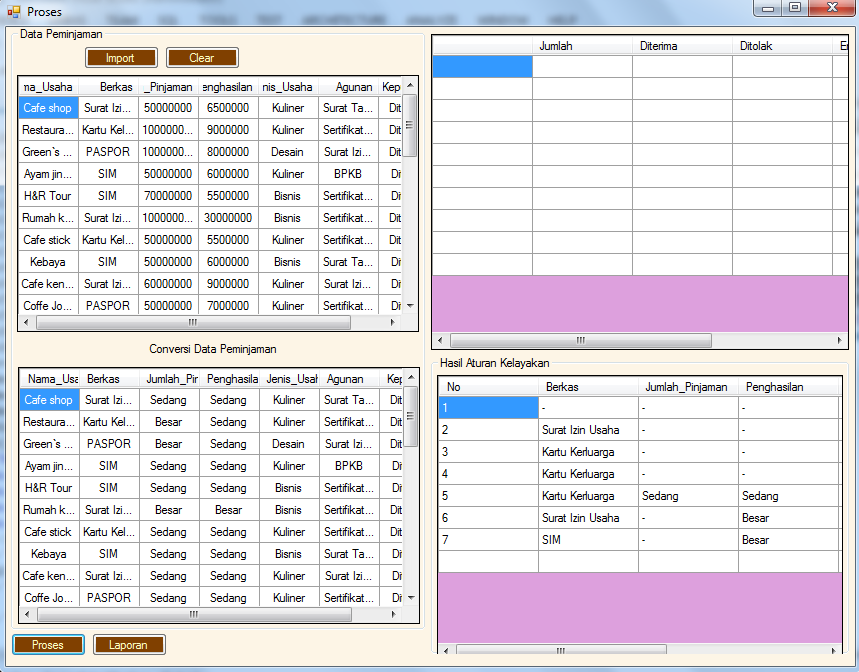 Proses
Data Peminjaman
Import Clear
ma_Usaha Berkas _Pinjaman enghasilan nis_Usaha Agunan Kep
Cafe shop Surat Izi... 50000000 6500000 Kuliner Surat Ta... Dit
Restaura... Kartu Kel... 1000000... 9000000 Kuliner Sertifikat... Dit
Green`s ... PASPOR 1000000... 8000000 Desain Surat Izi... Dit
Ayam jin... SIM 50000000 6000000 Kuliner BPKB Di
H&R Tour SIM 70000000 5500000 Bisnis Sertifikat... Di
Rumah k... Surat Izi... 1000000... 30000000 Bisnis Sertifikat... Di
Cafe stick Kartu Kel... 50000000 5500000 Kuliner Sertifikat... Dit
Kebaya SIM 50000000 6000000 Bisnis Surat Ta... Di
Cafe ken... Surat Izi... 60000000 9000000 Kuliner Surat Izi... Di
Coffe Jo... PASPOR 50000000 7000000 Kuliner Sertifikat... Di
Conversi Data Peminjaman
Nama_Usa Berkas Jumlah_Pir Penghasila Jenis_Usah Agunan Kep
Cafe shop Surat Izi... Sedang Sedang Kuliner Surat Ta... Dit
Restaura... Kartu Kel... Besar Sedang Kuliner Sertifikat... Dit
Green`s ... PASPOR Besar Sedang Desain Surat Izi... Dit
Ayam jin... SIM Sedang Sedang Kuliner BPKB Di
H&R Tour SIM Sedang Sedang Bisnis Sertifikat... Di
Rumah k... Surat Izi... Besar Besar Bisnis Sertifikat... Di
Cafe stick Kartu Kel... Sedang Sedang Kuliner Sertifikat... Dit
Kebaya SIM Sedang Sedang Bisnis Surat Ta... Di
Cafe ken... Surat Izi... Sedang Sedang Kuliner Surat Izi... Di
Coffe Jo... PASPOR Sedang Sedang Kuliner Sertifikat... Di
Proses Laporan
Jumlah Diterima Ditolak Er
Hasil Aturan Kelayakan
No Berkas Jumlah_Pinjaman Penghasilan
1 - - -
2 Surat Izin Usaha - -
3 Kartu Kerluarga - -
4 Kartu Kerluarga - -
5 Kartu Kerluarga Sedang Sedang
6 Surat Izin Usaha - Besar
7 SIM - Besar